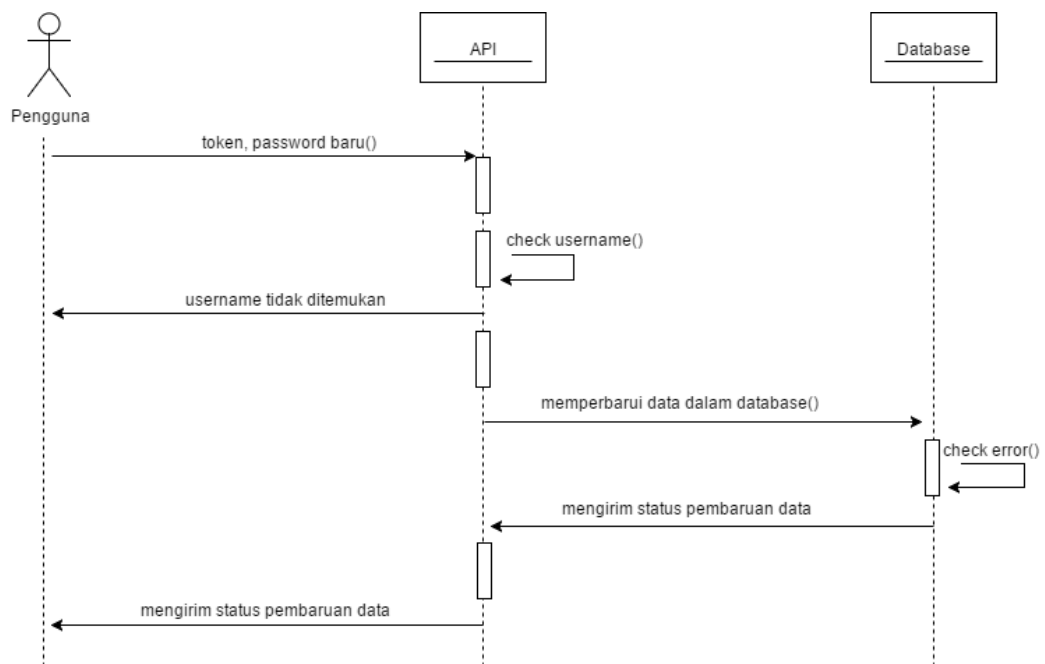 API
Database
Pengguna
token, password baru()
check username()
username tidak ditemukan
memperbarui data dalam database()
check error()
mengirim status pembaruan data
mengirim status pembaruan data